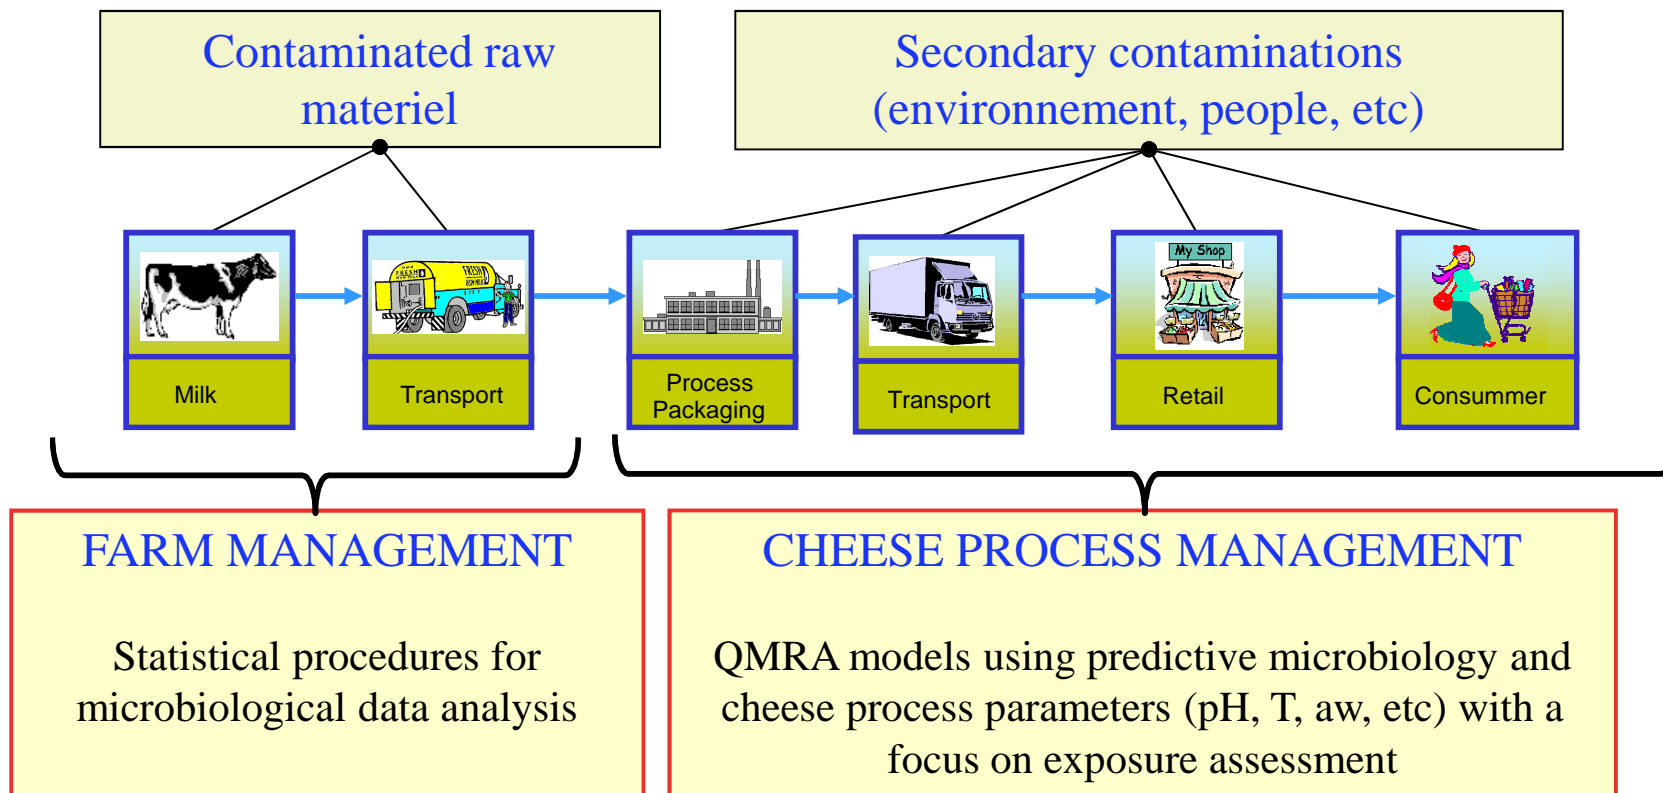 Contaminated raw
materiel
Secondary contaminations
(environnement, people, etc)
FRESH
FRESH
My Shop
Milk
Transport
Process
Packaging
Transport
Retail
Consummer
FARM MANAGEMENT
Statistical procedures for
microbiological data analysis
CHEESE PROCESS MANAGEMENT
QMRA models using predictive microbiology and
cheese process parameters (pH, T, aw, etc) with a
focus on exposure assessment